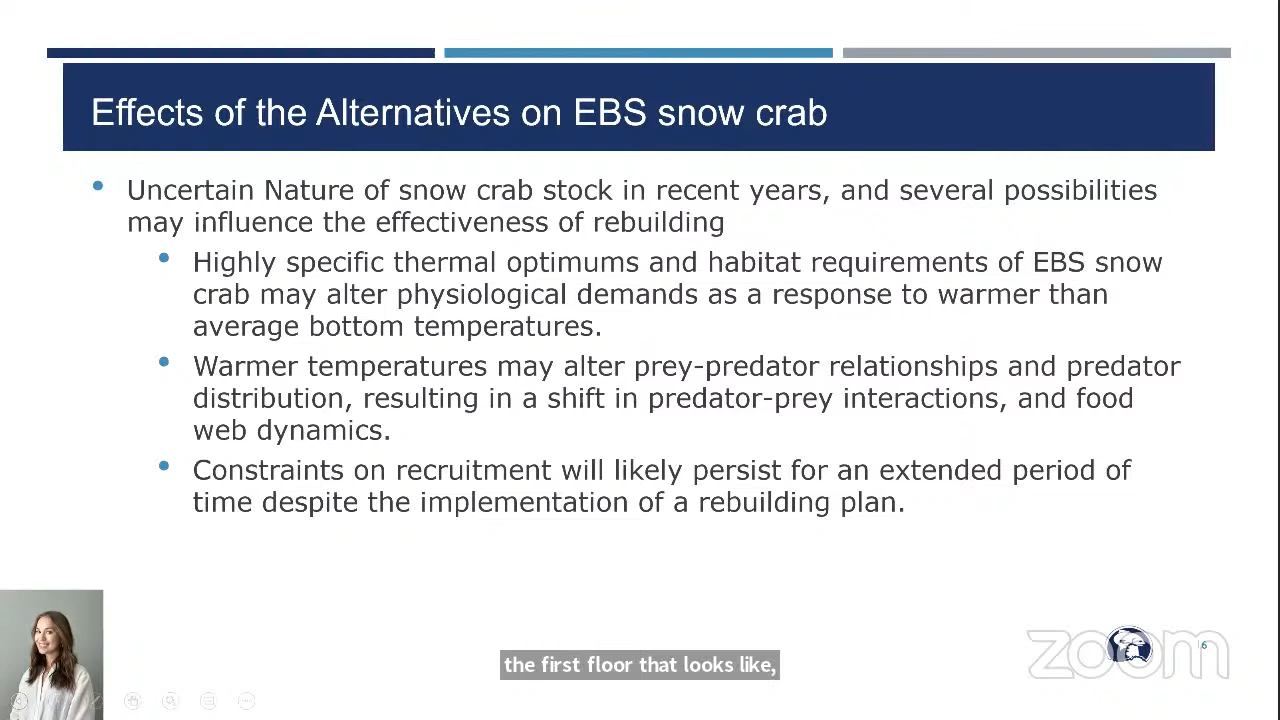 Effects of the Alternatives on EBS snow crab
Uncertain Nature of snow crab stock in recent years, and several possibilities
may influence the effectiveness of rebuilding
Highly specific thermal optimums and habitat requirements of EBS snow
crab may alter physiological demands as a response to warmer than
average bottom temperatures.
Warmer temperatures may alter prey-predator relationships and predator
distribution, resulting in a shift in predator-prey interactions, and food
web dynamics.
Constraints on recruitment will likely persist for an extended period of
time despite the implementation of a rebuilding plan.
zoom
6
the first floor that looks like,